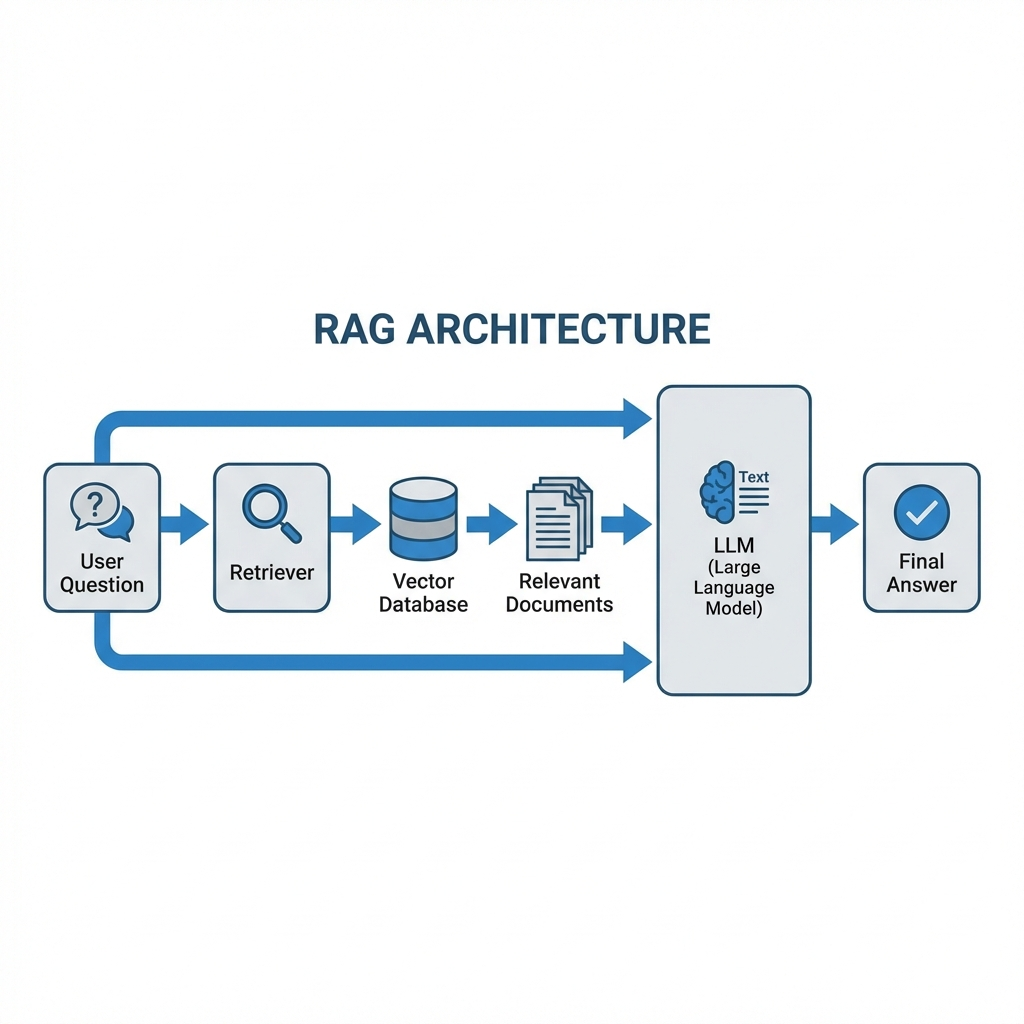 RAG ARCHITECTURE
?
User
Question
Retriever
Vector
Database
Relevant
Documents
Text
LLM
(Large
Language
Model)
Final
Answer